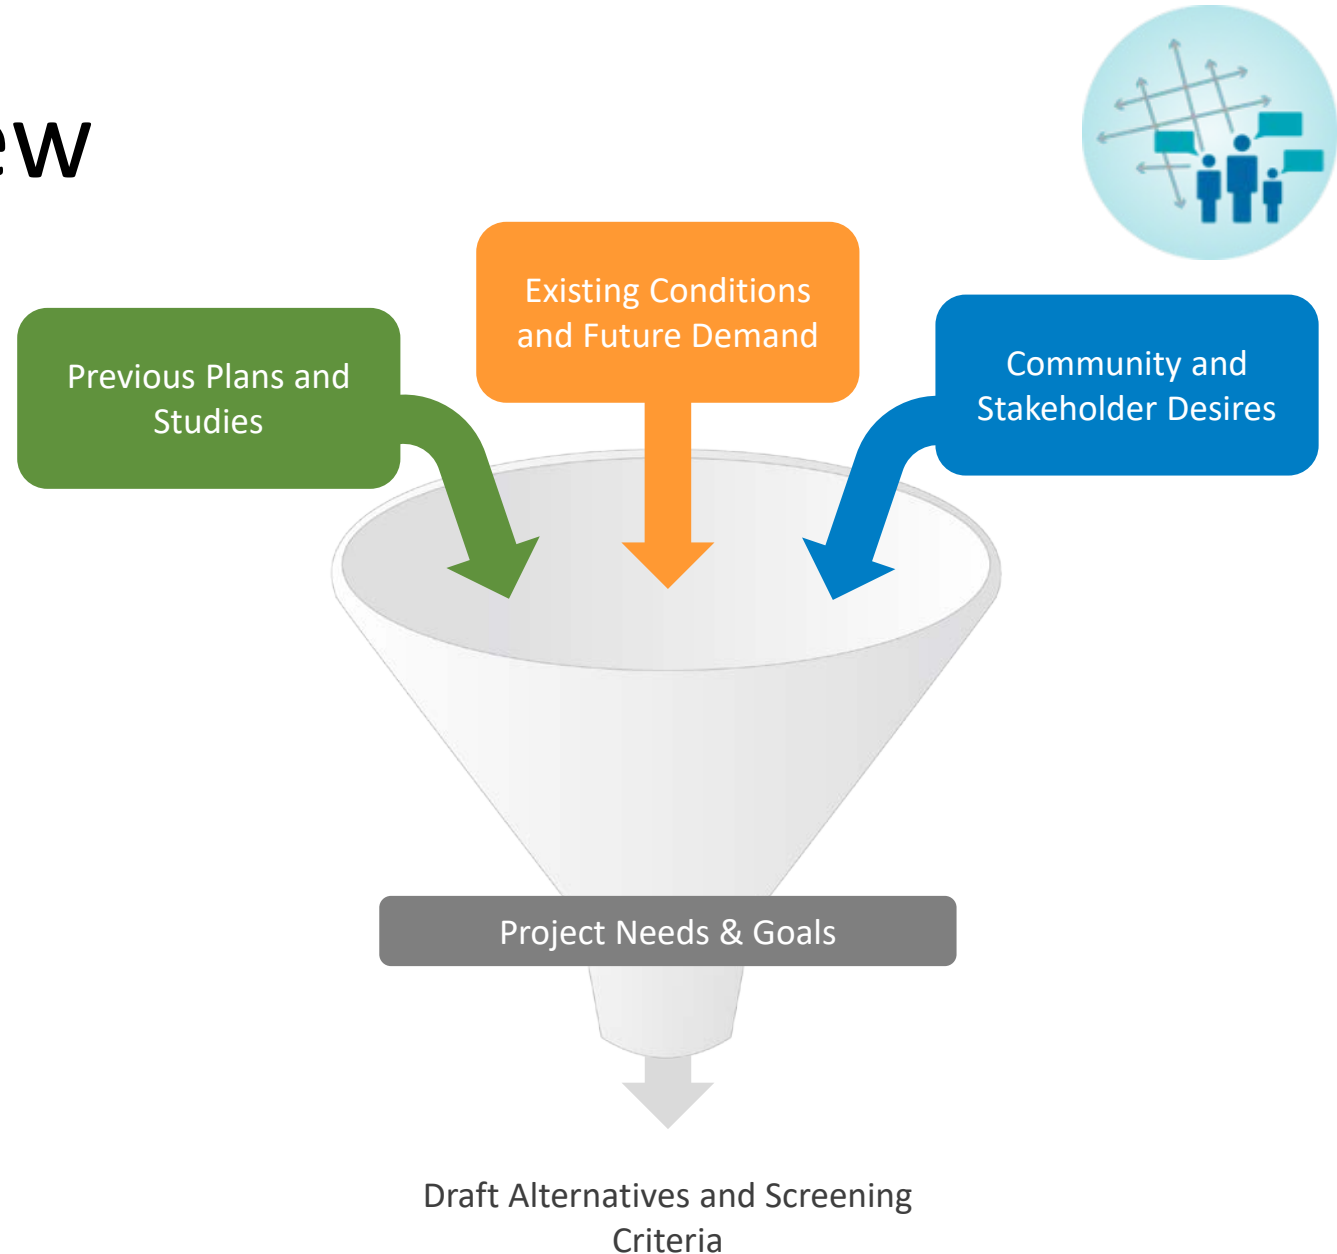 ew
Existing Conditions
and Future Demand
Previous Plans and
Studies
Community and
Stakeholder Desires
Project Needs & Goals
Draft Alternatives and Screening
Criteria